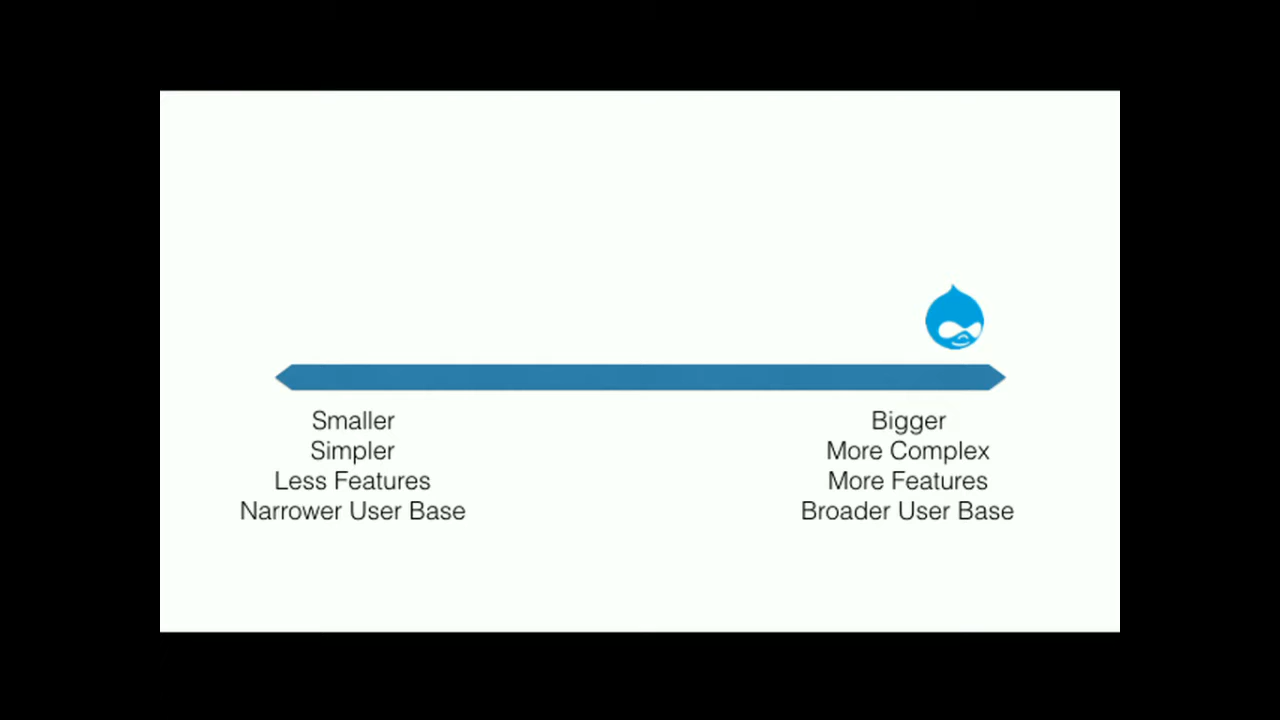 Smaller
Simpler
Less Features
Narrower User Base
Bigger
More Complex
More Features
Broader User Base